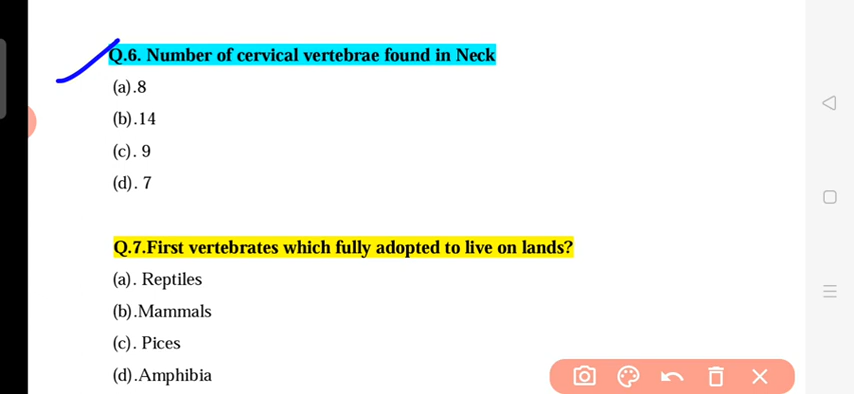 Q.6. Number of cervical vertebrae found in Neck
(a).8
(b).14
(c). 9
(d). 7
Q.7.First vertebrates which fully adopted to live on lands?
(a). Reptiles
(b).Mammals
(c). Pices
(d).Amphibia